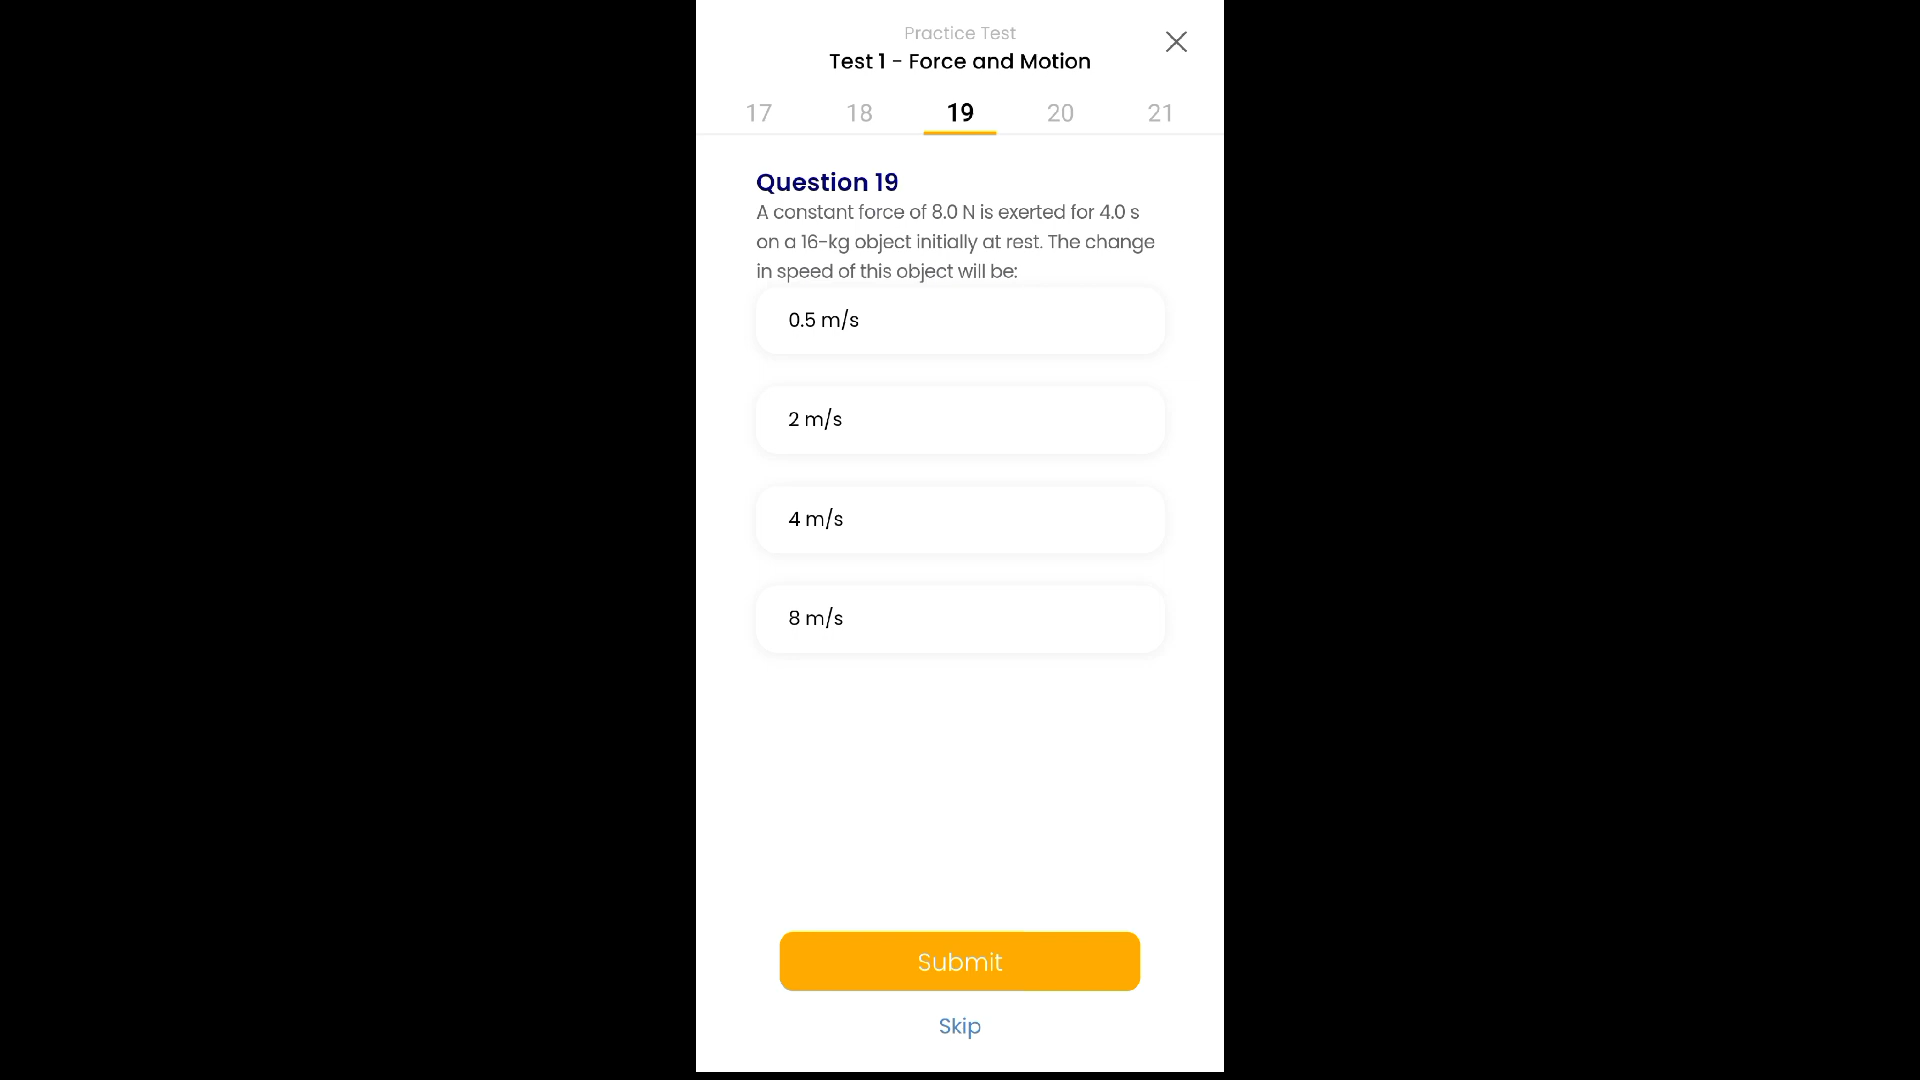 Practice Test
Test 1 - Force and Motion
17 18 19 20 21
Question 19
A constant force of 8.0 N is exerted for 4.0 s
on a 16-kg object initially at rest. The change
in speed of this object will be:
0.5 m/s
2 m/s
4 m/s
8 m/s
Submit
Skip